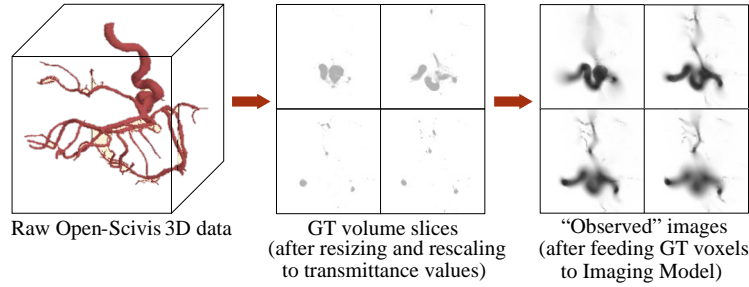 Raw Open-Scivis 3D data
GT volume slices
(after resizing and rescaling
to transmittance values)
“Observed” images
(after feeding GT voxels
to Imaging Model)